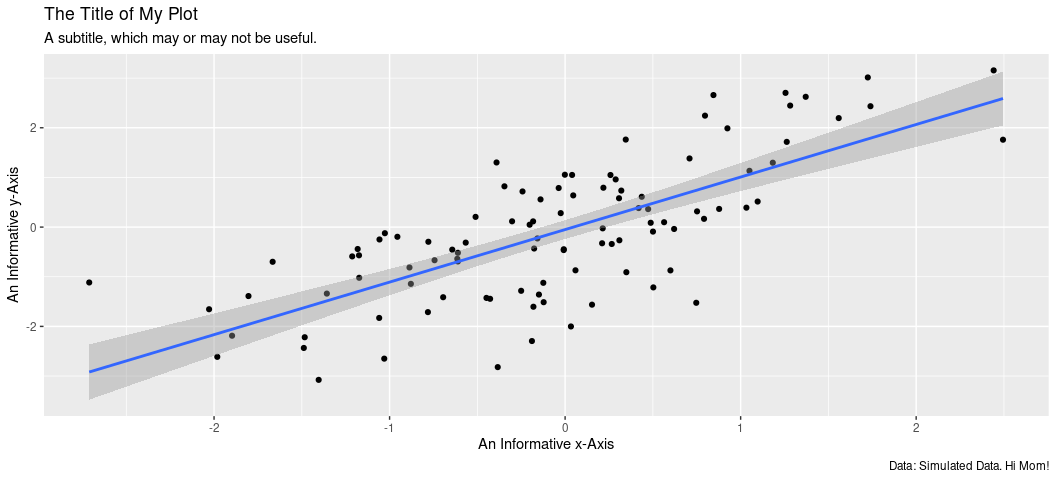 The Title of My Plot
A subtitle, which may or may not be useful.
An Informative y-Axis
2
0
-2
-2
-1
0
1
2
An Informative x-Axis
Data: Simulated Data. Hi Mom!